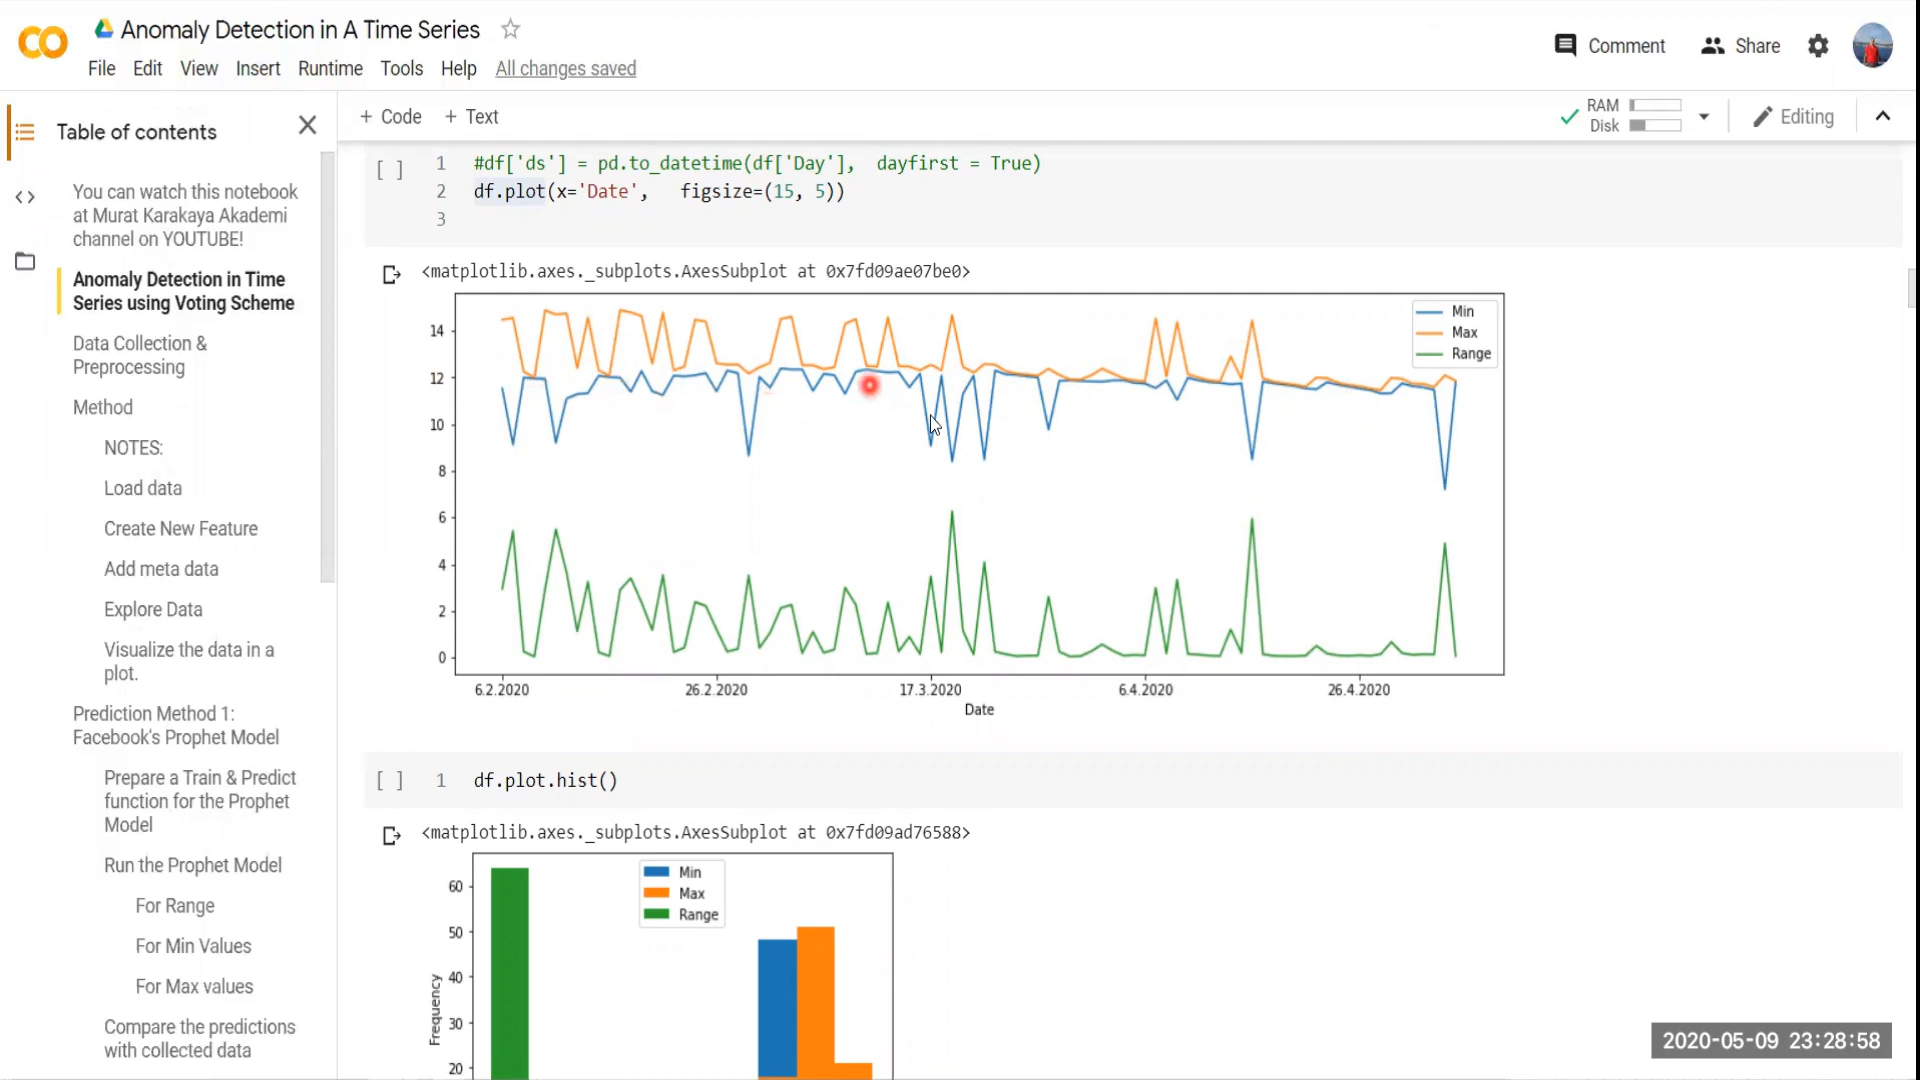 Anomaly Detection in A Time Series
Comment
Share
File Edit View Insert Runtime Tools Help All changes saved
Table of contents
You can watch this notebook
at Murat Karakaya Akademi
channel on YOUTUBE!
Anomaly Detection in Time
Series using Voting Scheme
Data Collection &
Preprocessing
Method
NOTES:
Load data
Create New Feature
Add meta data
Explore Data
Visualize the data in a
plot.
Prediction Method 1:
Facebook's Prophet Model
Prepare a Train & Predict
function for the Prophet
Model
Run the Prophet Model
For Range
For Min Values
For Max values
Compare the predictions
with collected data
+ Code + Text
RAM
Disk
Editing
[ ] 1 #df['ds'] = pd.to_datetime(df['Day'], dayfirst = True)
2 df.plot(x='Date', figsize=(15, 5))
3
<matplotlib.axes._subplots.AxesSubplot at 0x7fd09ae07be0>
Min
Max
Range
14
12
10
8
6
4
2
0
6.2.2020 26.2.2020 17.3.2020 6.4.2020 26.4.2020
Date
[ ] 1 df.plot.hist()
<matplotlib.axes._subplots.AxesSubplot at 0x7fd09ad76588>
Min
Max
Range
60
50
40
30
20
Frequency
2020-05-09 23:28:58